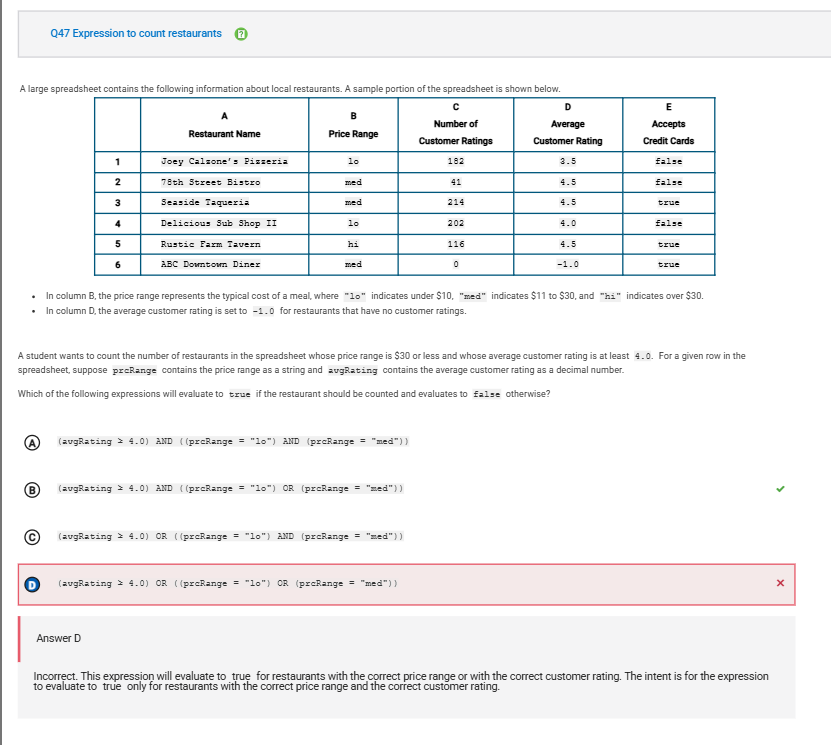 Q47 Expression to count restaurants ?
A large spreadsheet contains the following information about local restaurants. A sample portion of the spreadsheet is shown below.
A Restaurant Name B Price Range C Number of Customer Ratings D Average Customer Rating E Accepts Credit Cards
1 Joey Calzone's Pizzeria lo 182 3.5 false
2 78th Street Bistro med 41 4.5 false
3 Seaside Taqueria med 214 4.5 true
4 Delicious Sub Shop II lo 202 4.0 false
5 Rustic Farm Tavern hi 116 4.5 true
6 ABC Downtown Diner med 0 -1.0 true
• In column B, the price range represents the typical cost of a meal, where "lo" indicates under $10, "med" indicates $11 to $30, and "hi" indicates over $30.
• In column D, the average customer rating is set to -1.0 for restaurants that have no customer ratings.
A student wants to count the number of restaurants in the spreadsheet whose price range is $30 or less and whose average customer rating is at least 4.0. For a given row in the
spreadsheet, suppose prcRange contains the price range as a string and avgRating contains the average customer rating as a decimal number.
Which of the following expressions will evaluate to true if the restaurant should be counted and evaluates to false otherwise?
A (avgRating ≥ 4.0) AND ((prcRange = "lo") AND (prcRange = "med"))
B (avgRating ≥ 4.0) AND ((prcRange = "lo") OR (prcRange = "med"))
C (avgRating ≥ 4.0) OR ((prcRange = "lo") AND (prcRange = "med"))
D (avgRating ≥ 4.0) OR ((prcRange = "lo") OR (prcRange = "med"))
Answer D
Incorrect. This expression will evaluate to true for restaurants with the correct price range or with the correct customer rating. The intent is for the expression
to evaluate to true only for restaurants with the correct price range and the correct customer rating.